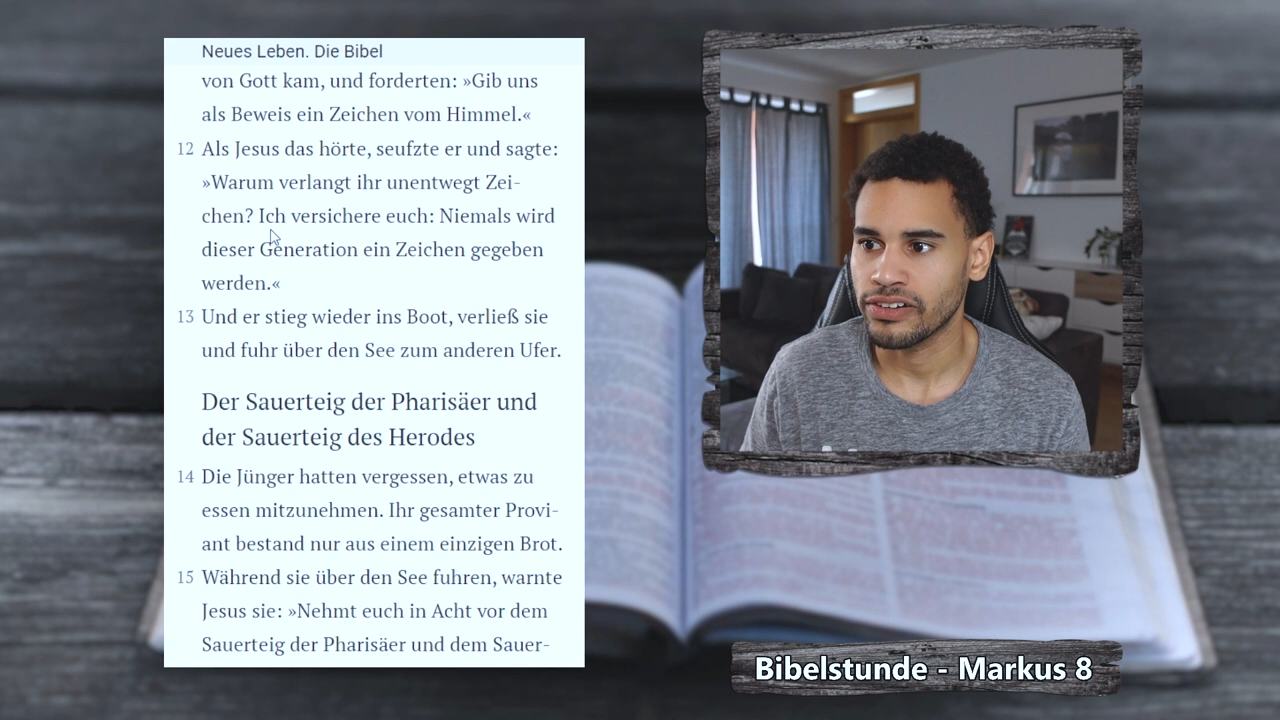 Neues Leben. Die Bibel
von Gott kam, und forderten: »Gib uns
als Beweis ein Zeichen vom Himmel.«
12 Als Jesus das hörte, seufzte er und sagte:
»Warum verlangt ihr unentwegt Zei-
chen? Ich versichere euch: Niemals wird
dieser Generation ein Zeichen gegeben
werden.«
13 Und er stieg wieder ins Boot, verließ sie
und fuhr über den See zum anderen Ufer.
Der Sauerteig der Pharisäer und
der Sauerteig des Herodes
14 Die Jünger hatten vergessen, etwas zu
essen mitzunehmen. Ihr gesamter Provi-
ant bestand nur aus einem einzigen Brot.
15 Während sie über den See fuhren, warnte
Jesus sie: »Nehmt euch in Acht vor dem
Sauerteig der Pharisäer und dem Sauer-
Bibelstunde - Markus 8